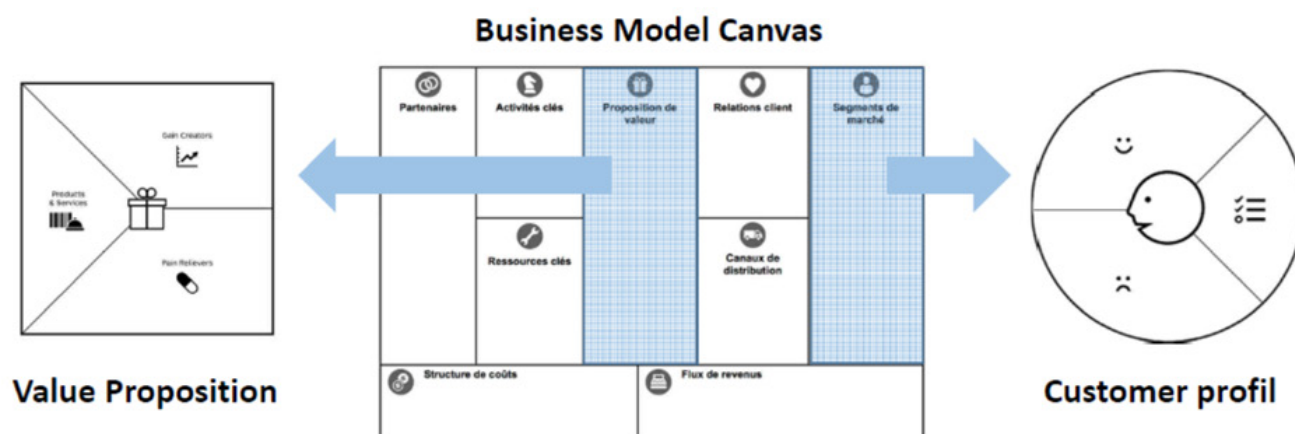 Business Model Canvas
Gain Creators
Products
& Services
Pain Relievers
Value Proposition
Partenaires
Activités clés
Proposition de
valeur
Relations client
Segments de
marché
Ressources clés
Canaux de
distribution
Structure de coûts
Flux de revenus
Customer profil